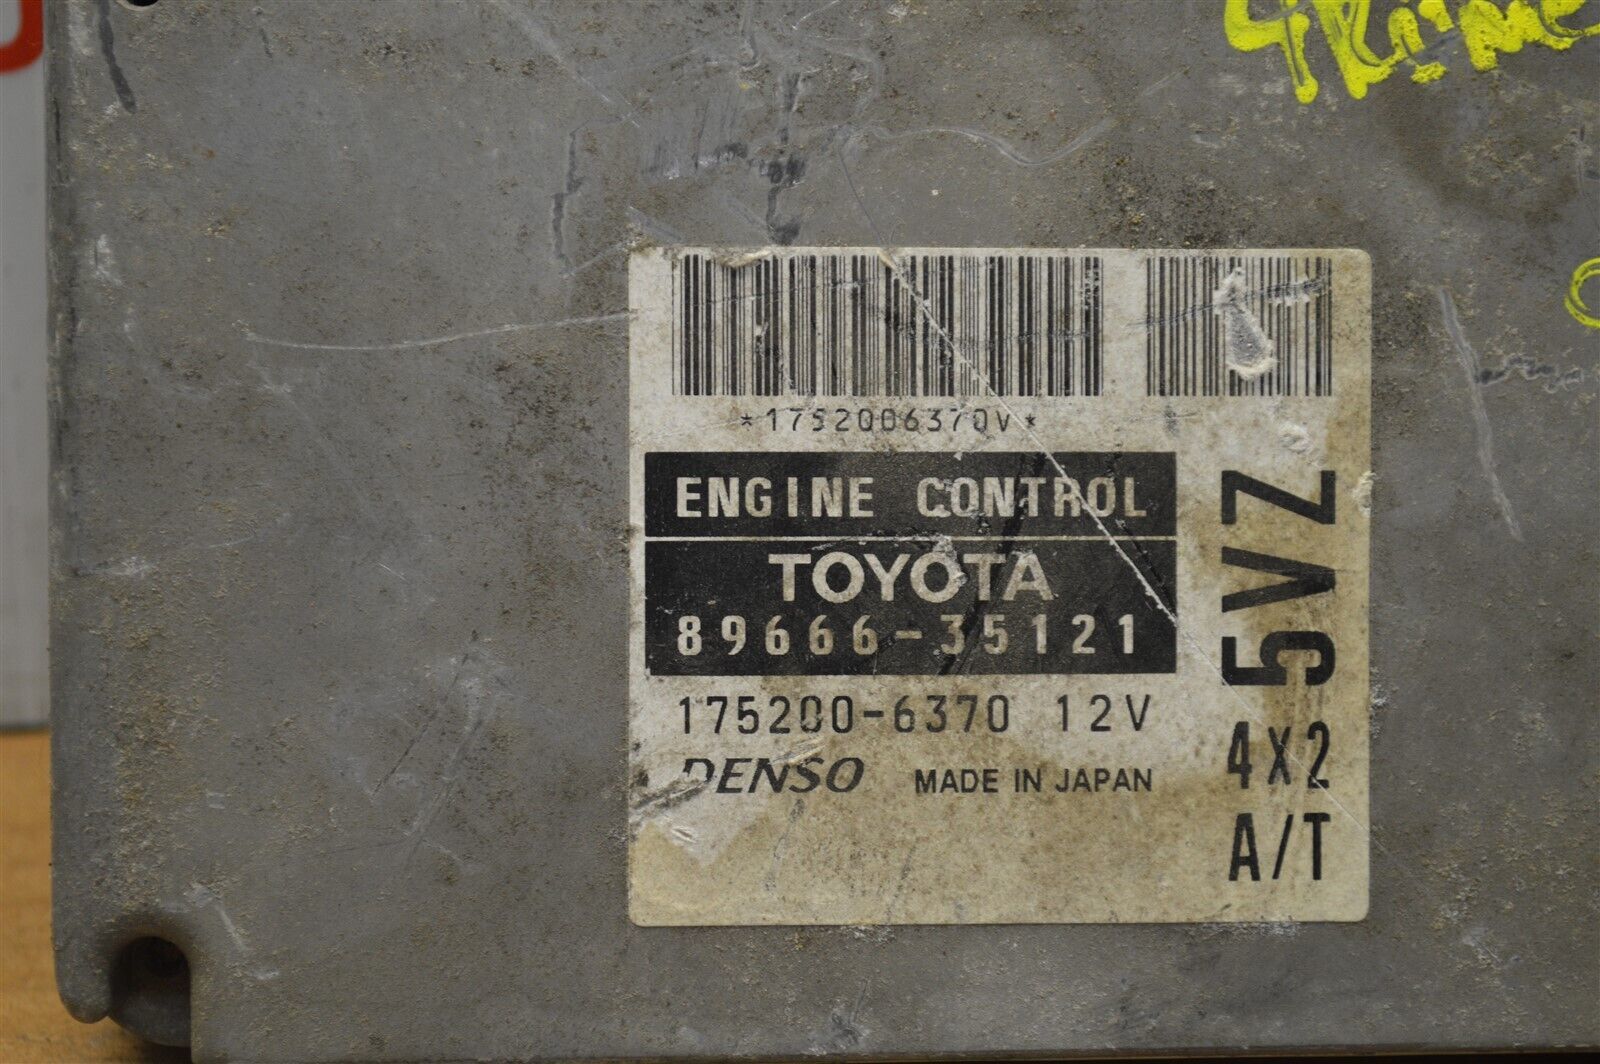 *1752006370V*
ENGINE CONTROL
TOYOTA
89666-35121
175200-6370 12V
DENSO MADE IN JAPAN
5VZ
4X2
A/T